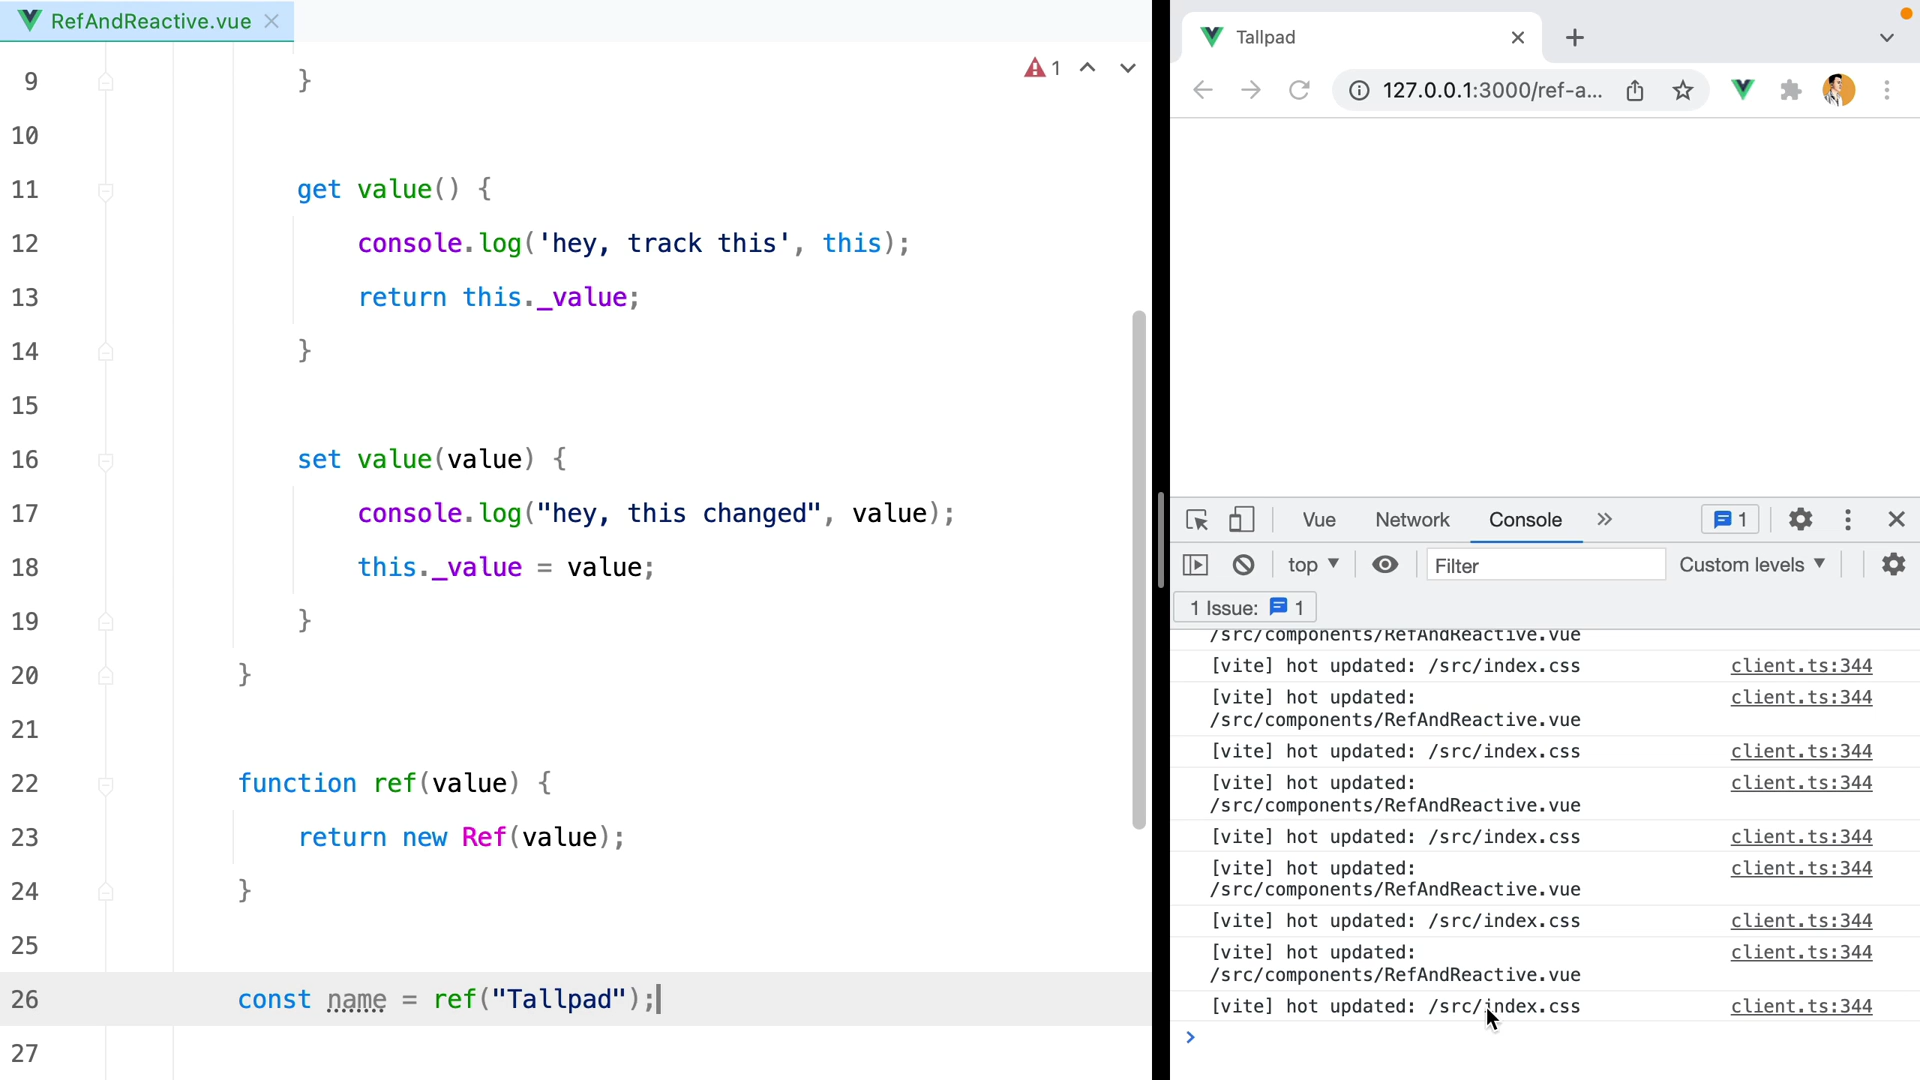 RefAndReactive.vue
1
9 }
10
11 get value() {
12 console.log('hey, track this', this);
13 return this._value;
14 }
15
16 set value(value) {
17 console.log("hey, this changed", value);
18 this._value = value;
19 }
20 }
21
22 function ref(value) {
23 return new Ref(value);
24 }
25
26 const name = ref("Tallpad");
27
Tallpad
127.0.0.1:3000/ref-a...
Vue Network Console 1
top Filter Custom levels
1 Issue: 1
/src/components/RefAndReactive.vue
[vite] hot updated: /src/index.css client.ts:344
[vite] hot updated: client.ts:344
/src/components/RefAndReactive.vue
[vite] hot updated: /src/index.css client.ts:344
[vite] hot updated: client.ts:344
/src/components/RefAndReactive.vue
[vite] hot updated: /src/index.css client.ts:344
[vite] hot updated: client.ts:344
/src/components/RefAndReactive.vue
[vite] hot updated: /src/index.css client.ts:344
[vite] hot updated: client.ts:344
/src/components/RefAndReactive.vue
[vite] hot updated: /src/index.css client.ts:344